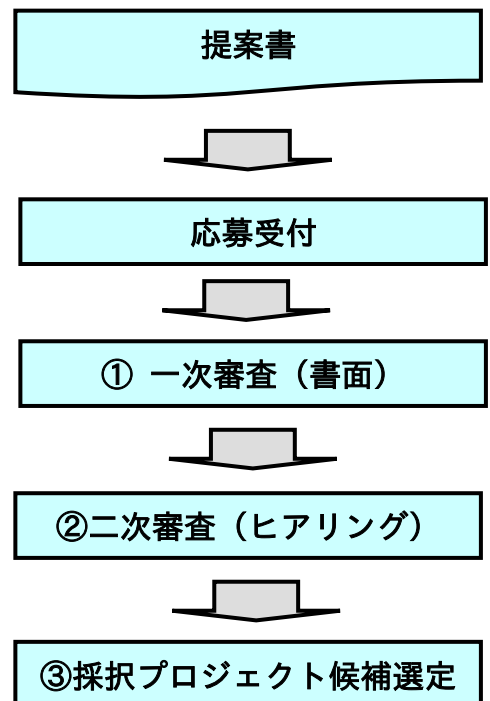 提案書
応募受付
① 一次審査（書面）
②二次審査（ヒアリング）
③採択プロジェクト候補選定